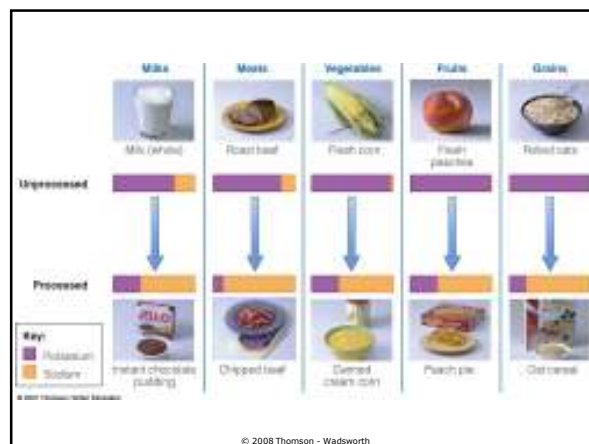 Milks Meats Vegetables Fruits Grains
Milk (white) Roast beef Fresh corn Fresh peaches Rolled oats
Unprocessed
Processed
Key:
Potassium
Sodium
Instant chocolate pudding Chipped beef Canned cream corn Peach pie Oat cereal
© 2008 Thomson - Wadsworth